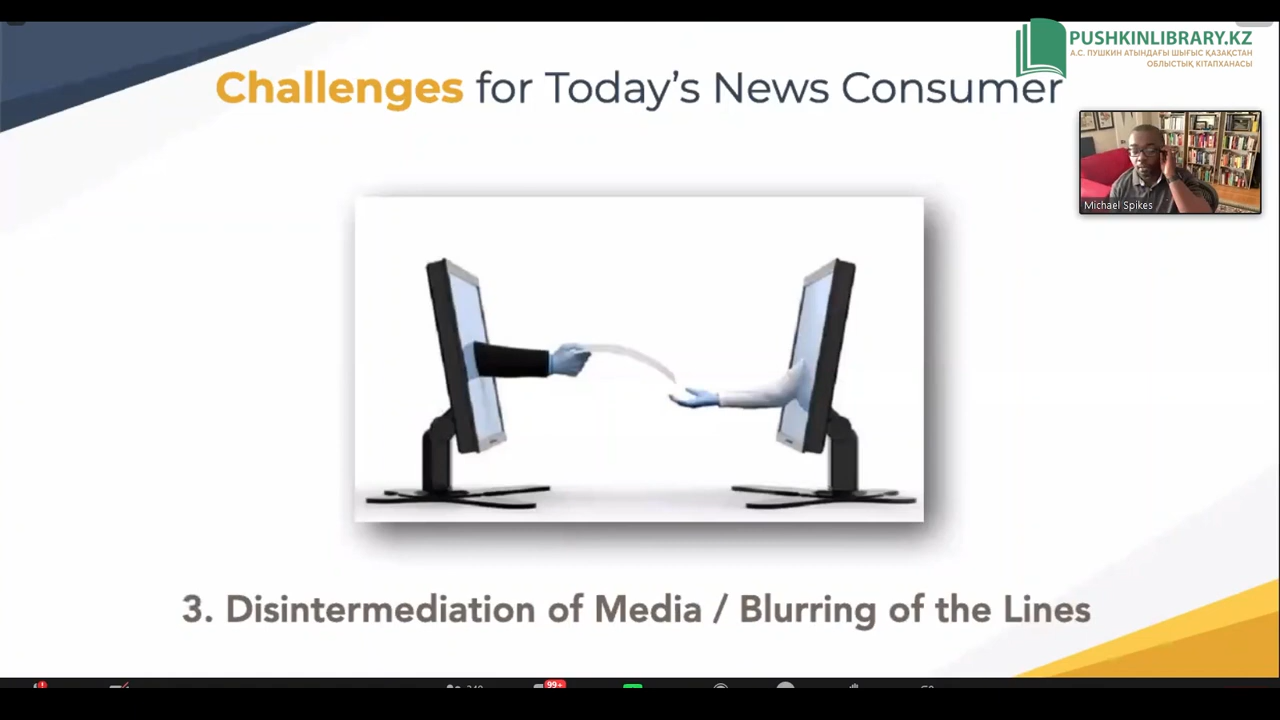 PUSHKINLIBRARY.KZ
А.С. ПУШКИН АТЫНДАҒЫ ШЫҒЫС ҚАЗАҚСТАН
ОБЛЫСТЫҚ КІТАПХАНАСЫ
Challenges for Today's News Consumer
Michael Spikes
3. Disintermediation of Media / Blurring of the Lines
99+